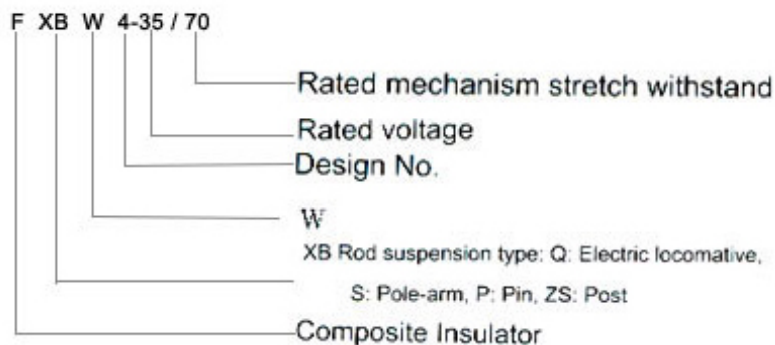 F XB W 4-35 / 70
Rated mechanism stretch withstand
Rated voltage
Design No.
W
XB Rod suspension type: Q: Electric locomative,
S: Pole-arm, P: Pin, ZS: Post
Composite Insulator